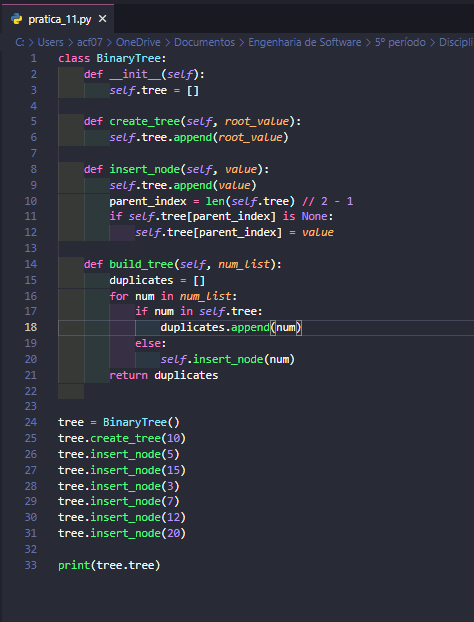 pratica_11.py ×
C: > Users > acf07 > OneDrive > Documentos > Engenharia de Software > 5º período > Discipli
1 class BinaryTree:
2     def __init__(self):
3         self.tree = []
4
5     def create_tree(self, root_value):
6         self.tree.append(root_value)
7
8     def insert_node(self, value):
9         self.tree.append(value)
10         parent_index = len(self.tree) // 2 - 1
11         if self.tree[parent_index] is None:
12             self.tree[parent_index] = value
13
14     def build_tree(self, num_list):
15         duplicates = []
16         for num in num_list:
17             if num in self.tree:
18                 duplicates.append(num)
19             else:
20                 self.insert_node(num)
21         return duplicates
22
23
24 tree = BinaryTree()
25 tree.create_tree(10)
26 tree.insert_node(5)
27 tree.insert_node(15)
28 tree.insert_node(3)
29 tree.insert_node(7)
30 tree.insert_node(12)
31 tree.insert_node(20)
32
33 print(tree.tree)